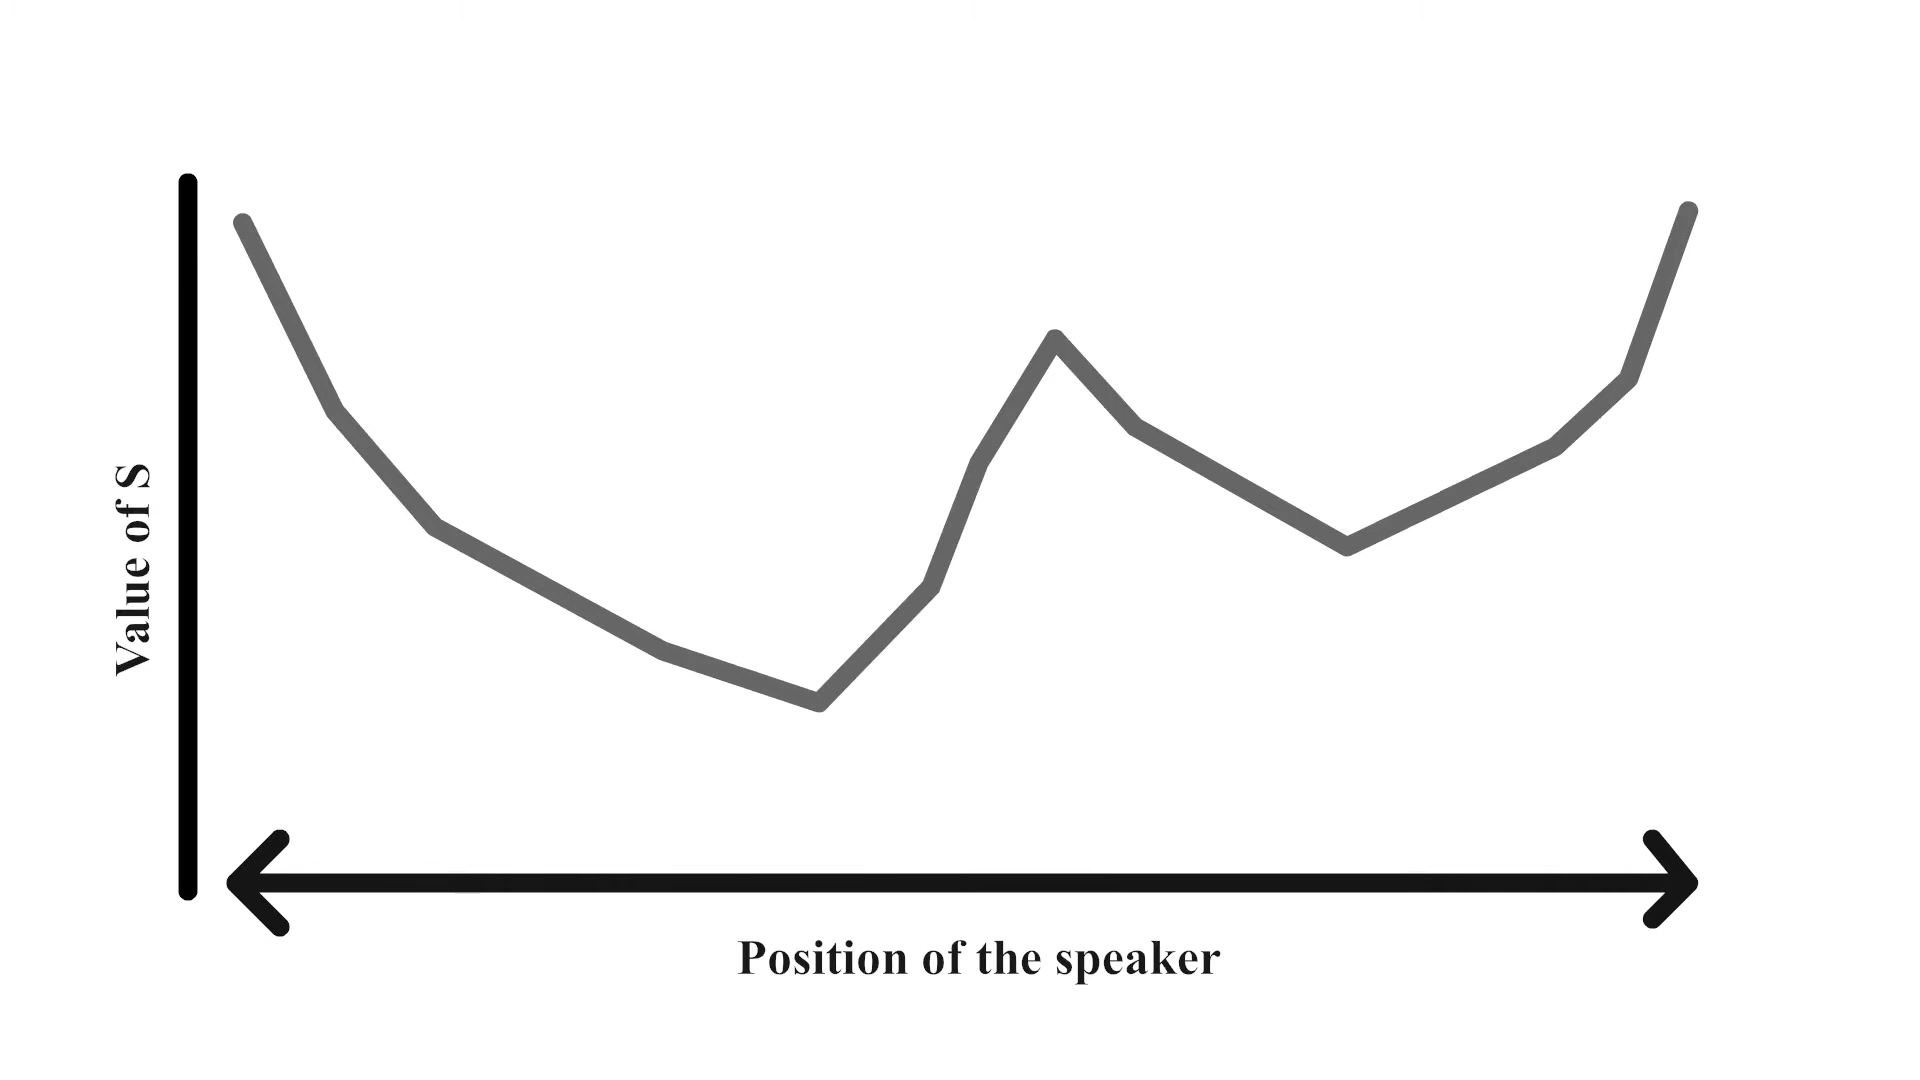 Value of S
Position of the speaker